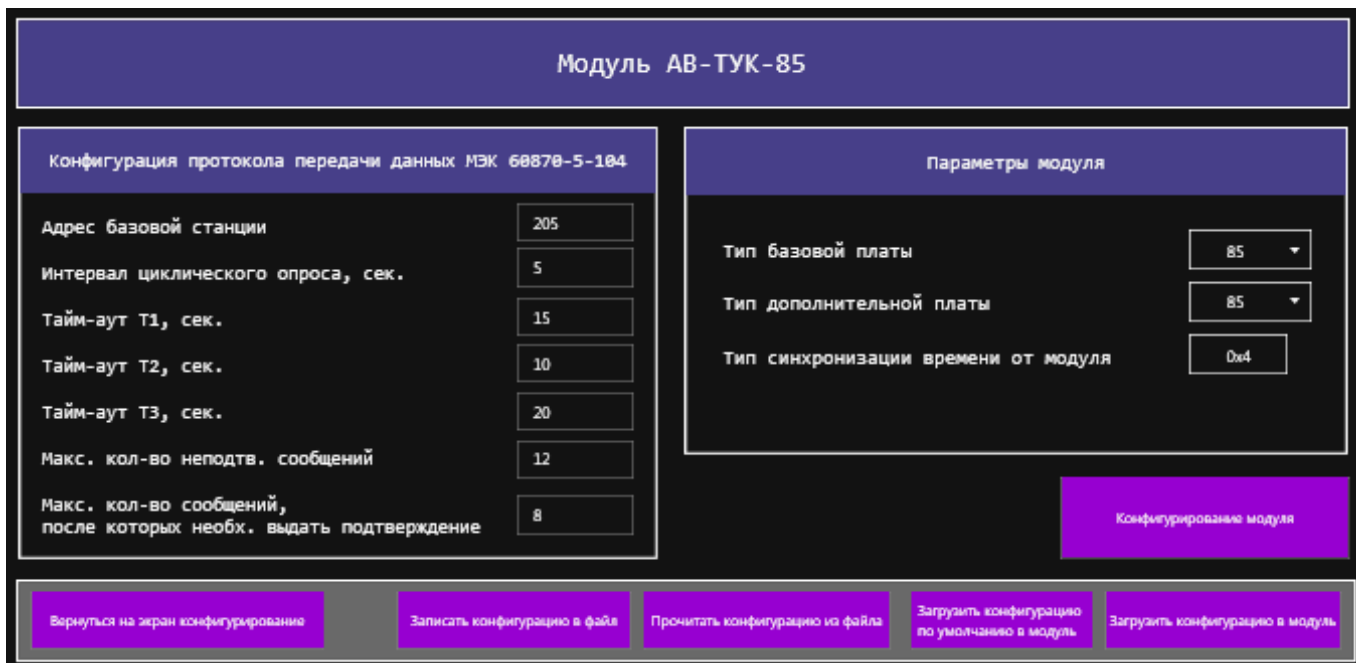 Модуль АВ-ТУК-85
Конфигурация протокола передачи данных МЭК 60870-5-104
Адрес базовой станции 205
Интервал циклического опроса, сек. 5
Тайм-аут Т1, сек. 15
Тайм-аут Т2, сек. 10
Тайм-аут Т3, сек. 20
Макс. кол-во неподтв. сообщений 12
Макс. кол-во сообщений,
после которых необх. выдать подтверждение 8
Параметры модуля
Тип базовой платы 85
Тип дополнительной платы 85
Тип синхронизации времени от модуля 0x4
Конфигурирование модуля
Вернуться на экран конфигурирование
Записать конфигурацию в файл
Прочитать конфигурацию из файла
Загрузить конфигурацию
по умолчанию в модуль
Загрузить конфигурацию в модуль